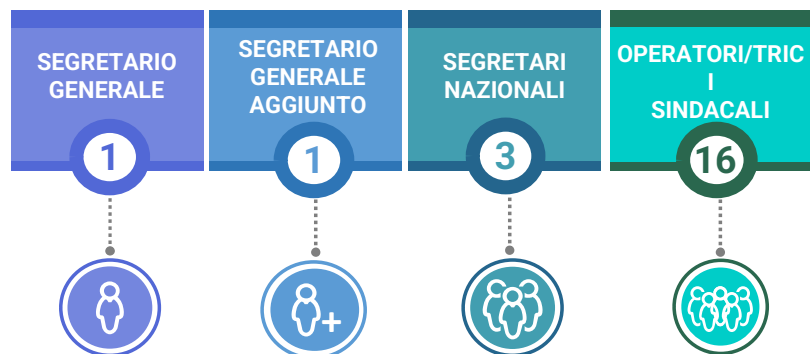 SEGRETARIO
GENERALE
1
SEGRETARIO
GENERALE
AGGIUNTO
1
SEGRETARI
NAZIONALI
3
OPERATORI/TRIC
I
SINDACALI
16